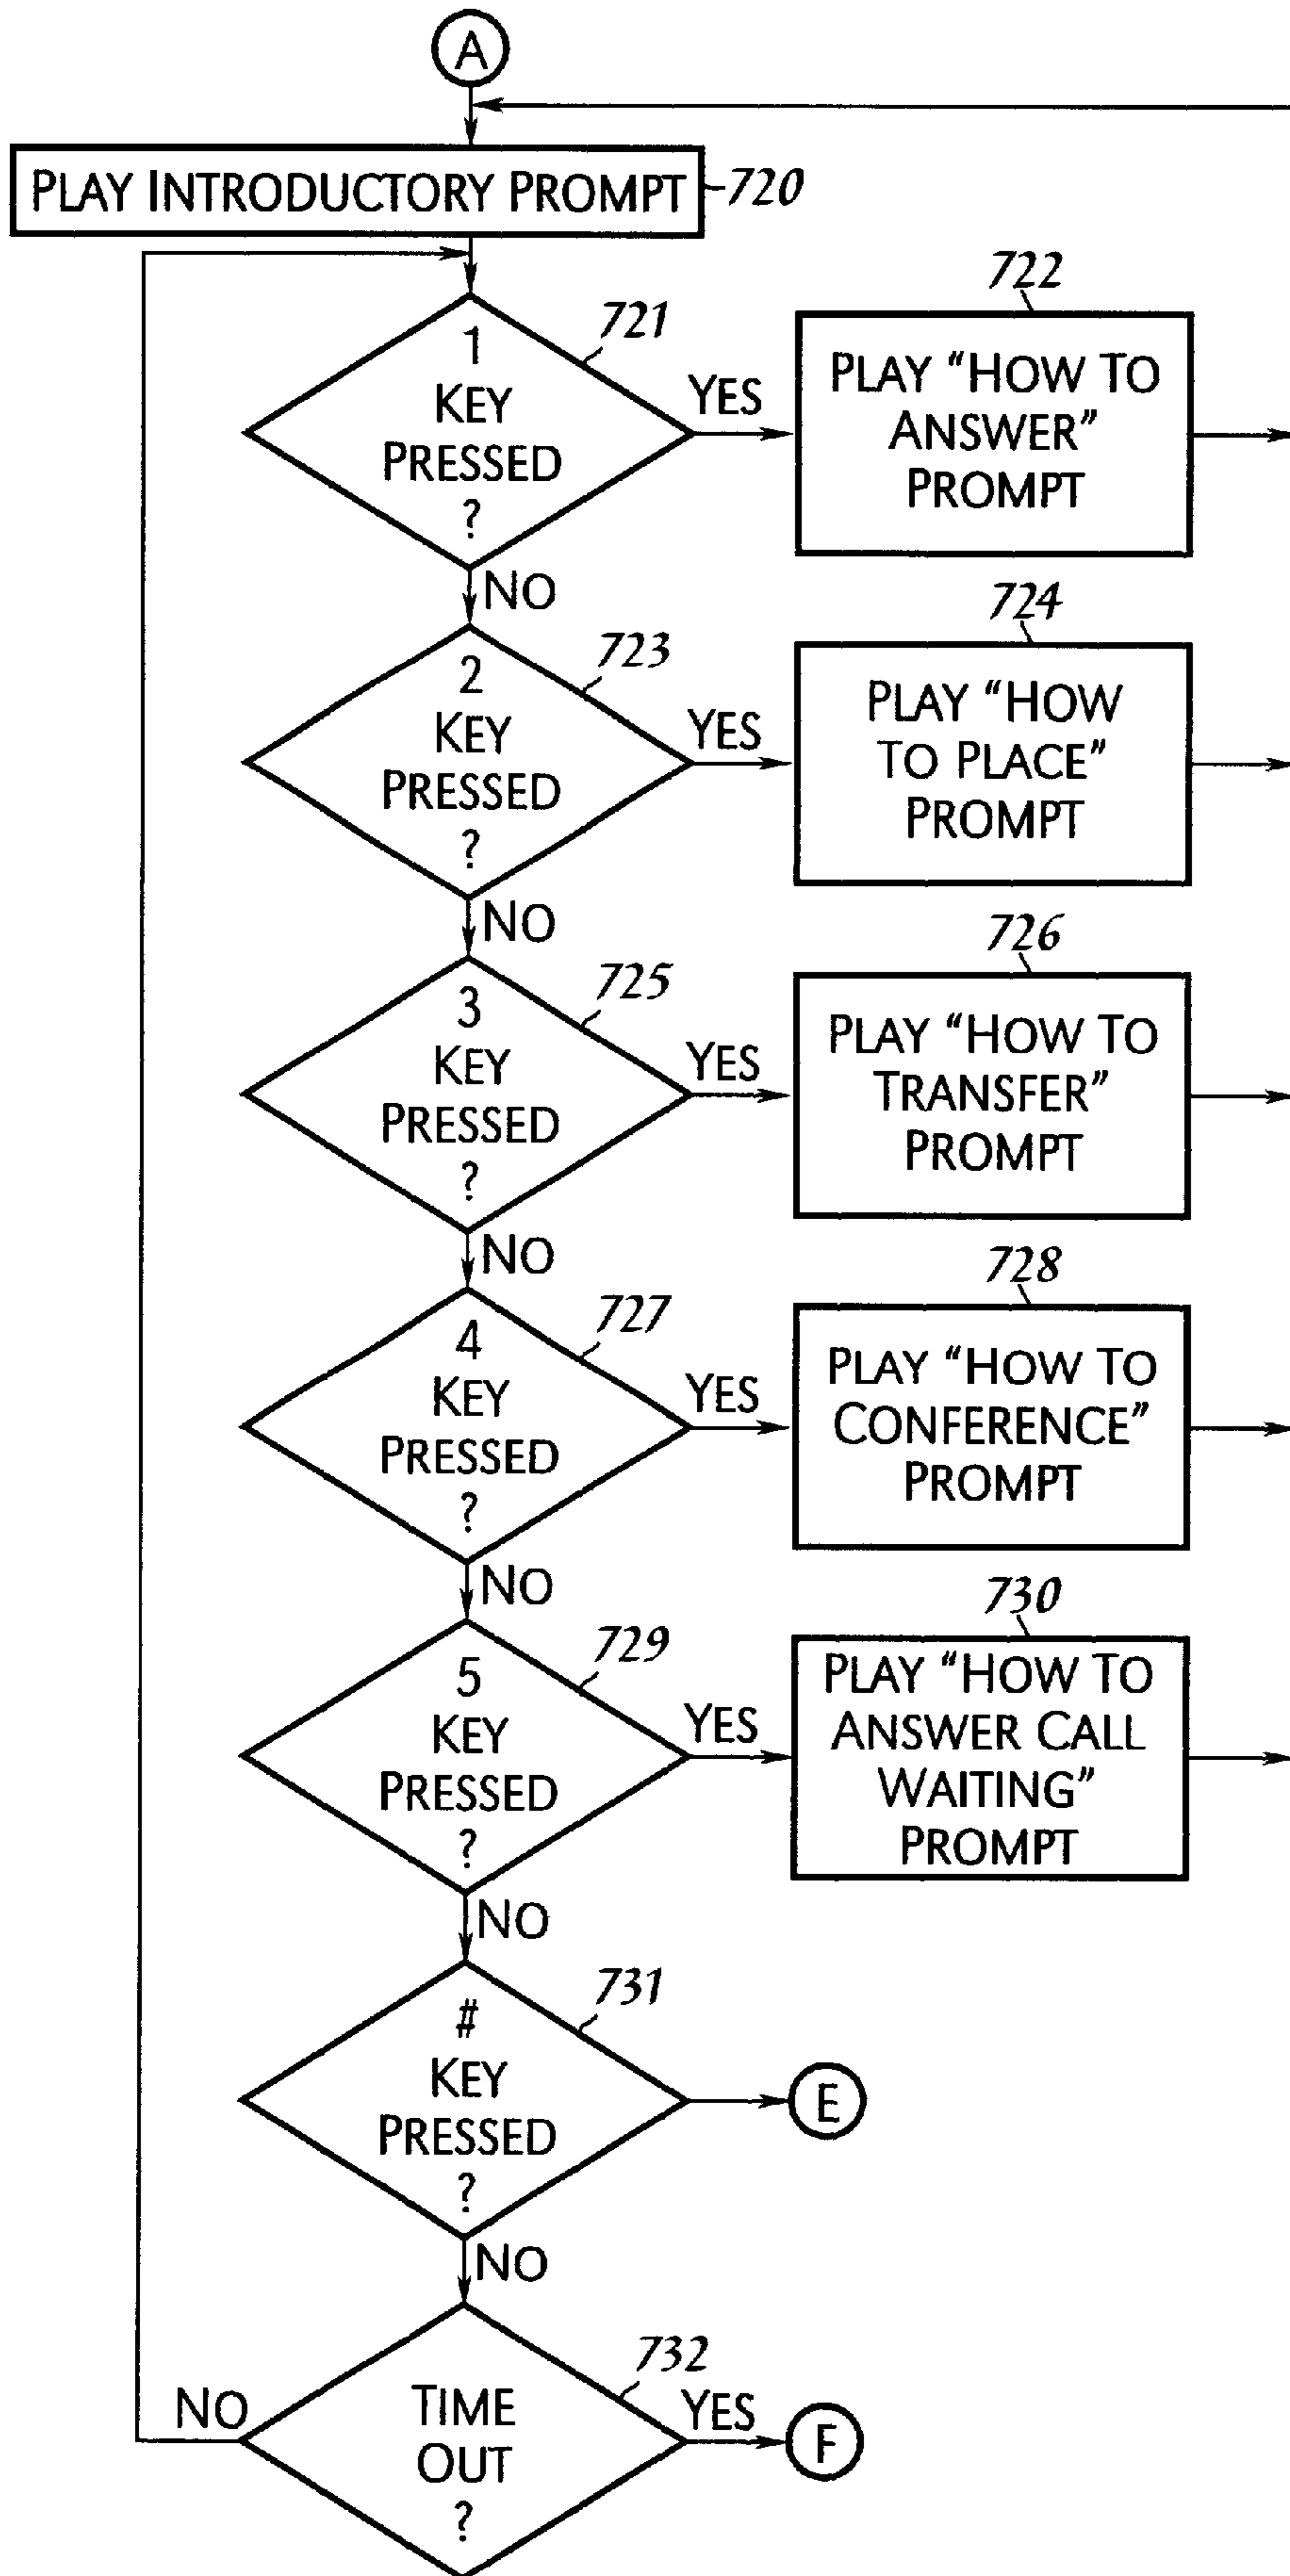 A
PLAY INTRODUCTORY PROMPT
720
1
KEY
PRESSED
?
721
YES
722
PLAY “HOW TO
ANSWER”
PROMPT
NO
2
KEY
PRESSED
?
723
YES
724
PLAY “HOW
TO PLACE”
PROMPT
NO
3
KEY
PRESSED
?
725
YES
726
PLAY “HOW TO
TRANSFER”
PROMPT
NO
4
KEY
PRESSED
?
727
YES
728
PLAY “HOW TO
CONFERENCE”
PROMPT
NO
5
KEY
PRESSED
?
729
YES
730
PLAY “HOW TO
ANSWER CALL
WAITING”
PROMPT
NO
#
KEY
PRESSED
?
731
E
NO
TIME
OUT
?
732
NO
YES
F